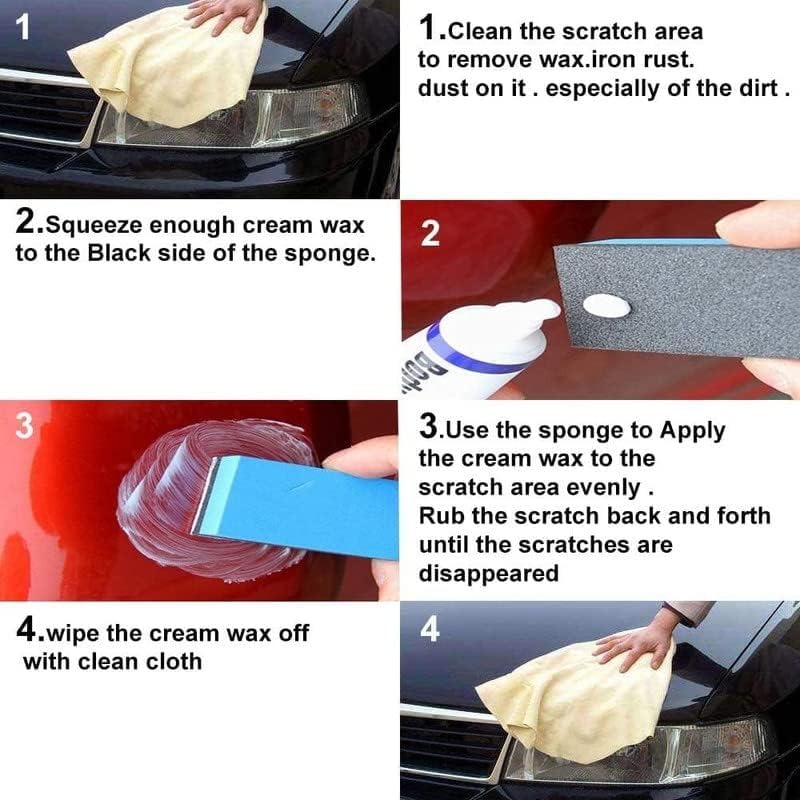 1
1.Clean the scratch area
to remove wax.iron rust.
dust on it . especially of the dirt .
2.Squeeze enough cream wax
to the Black side of the sponge.
2
Body
3
3.Use the sponge to Apply
the cream wax to the
scratch area evenly .
Rub the scratch back and forth
until the scratches are
disappeared
4.wipe the cream wax off
with clean cloth
4